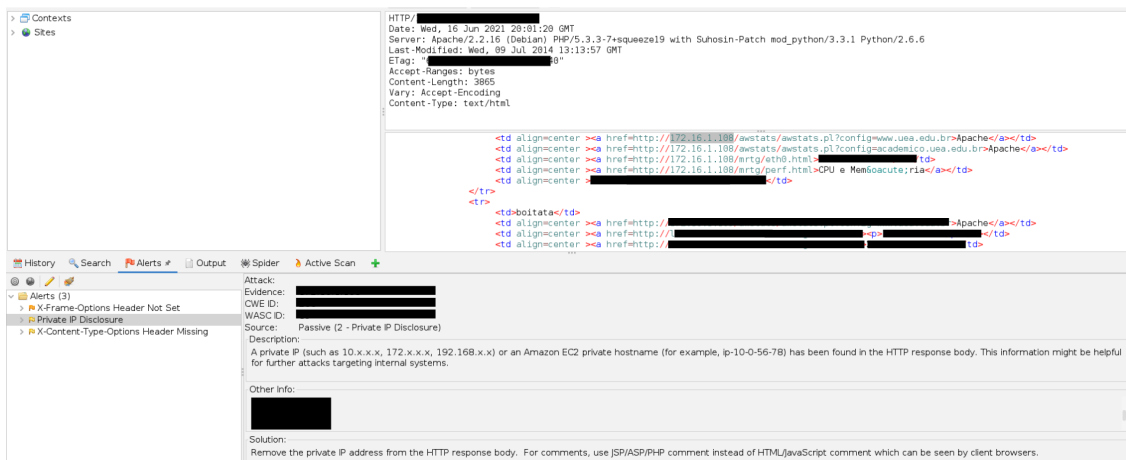 Contexts
Sites
HTTP/
Date: Wed, 16 Jun 2021 20:01:20 GMT
Server: Apache/2.2.16 (Debian) PHP/5.3.3-7+squeeze19 with Suhosin-Patch mod_python/3.3.1 Python/2.6.6
Last-Modified: Wed, 09 Jul 2014 13:13:57 GMT
ETag: "
Accept-Ranges: bytes
Content-Length: 3865
Vary: Accept-Encoding
Content-Type: text/html
<td align=center ><a href=http://172.16.1.108/awstats/awstats.pl?config=www.uea.edu.br>Apache</a></td>
<td align=center ><a href=http://172.16.1.108/awstats/awstats.pl?config=academico.uea.edu.br>Apache</a></td>
<td align=center ><a href=http://172.16.1.108/mrtg/eth0.html> td>
<td align=center ><a href=http://172.16.1.108/mrtg/perf.html>CPU e Mem&oacute;ria</a></td>
<td align=center > </td>
</tr>
<tr>
<td>boitata</td>
<td align=center ><a href=http:// >Apache</a></td>
<td align=center ><a href=http:// <p> </td>
<td align=center ><a href=http:// td>
History Search Alerts Output Spider Active Scan
Alerts (3)
X-Frame-Options Header Not Set
Private IP Disclosure
X-Content-Type-Options Header Missing
Attack:
Evidence:
CWE ID:
WASC ID:
Source: Passive (2 - Private IP Disclosure)
Description:
A private IP (such as 10.x.x.x, 172.x.x.x, 192.168.x.x) or an Amazon EC2 private hostname (for example, ip-10-0-56-78) has been found in the HTTP response body. This information might be helpful
for further attacks targeting internal systems.
Other Info:
Solution:
Remove the private IP address from the HTTP response body. For comments, use JSP/ASP/PHP comment instead of HTML/JavaScript comment which can be seen by client browsers.